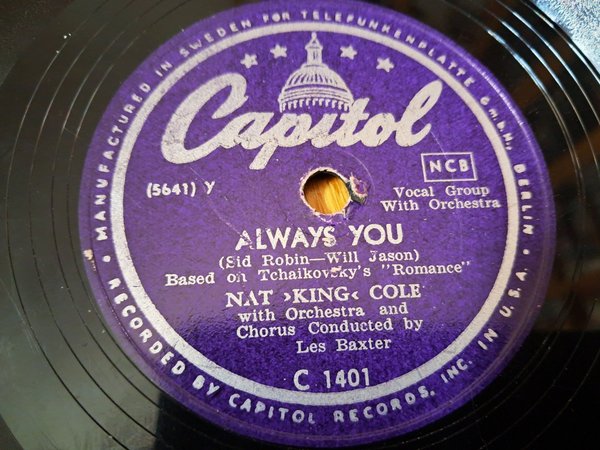 MANUFACTURED IN SWEDEN FOR TELEFUNKENPLATTE G.m.b.H., BERLIN
Capitol
(5641) Y
NCB
Vocal Group
With Orchestra
ALWAYS YOU
(Sid Robin—Will Jason)
Based on Tchaikovsky's "Romance"
NAT ›KING‹ COLE
with Orchestra and
Chorus Conducted by
Les Baxter
C 1401
RECORDED BY CAPITOL RECORDS, INC. IN U.S.A.